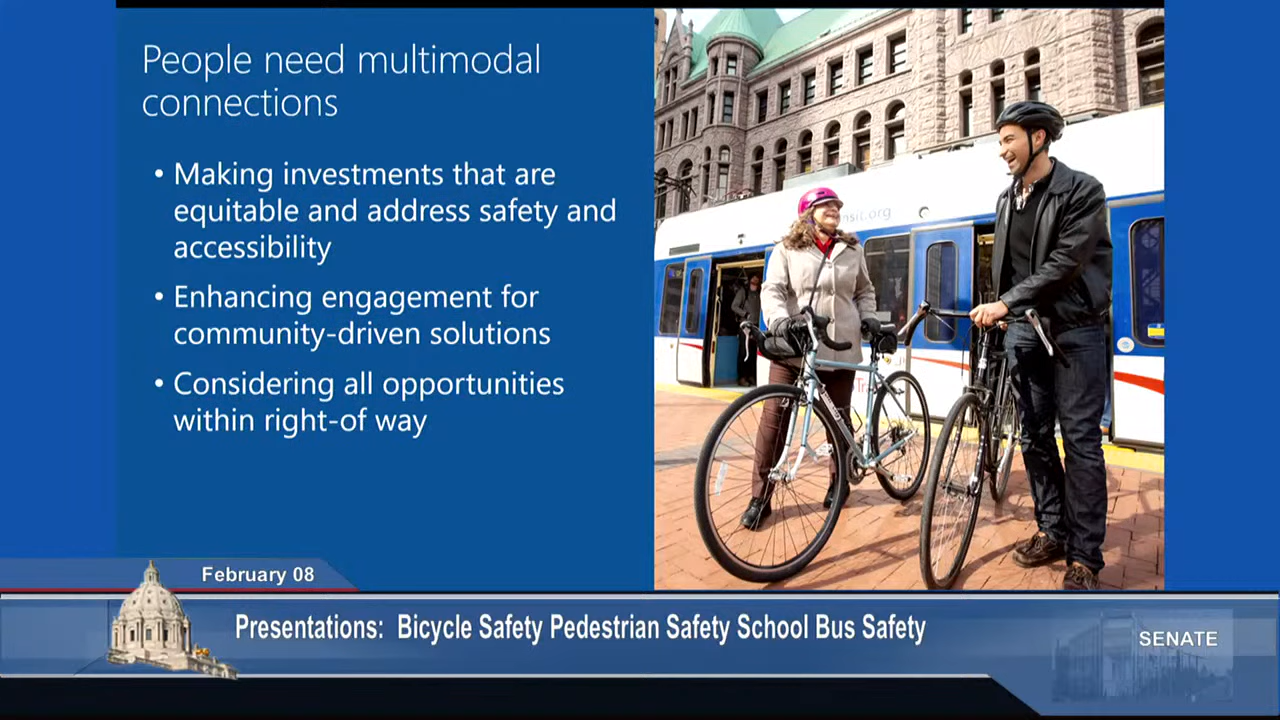 People need multimodal
connections
• Making investments that are
equitable and address safety and
accessibility
• Enhancing engagement for
community-driven solutions
• Considering all opportunities
within right-of way
nsit.org
February 08
Presentations: Bicycle Safety Pedestrian Safety School Bus Safety
SENATE